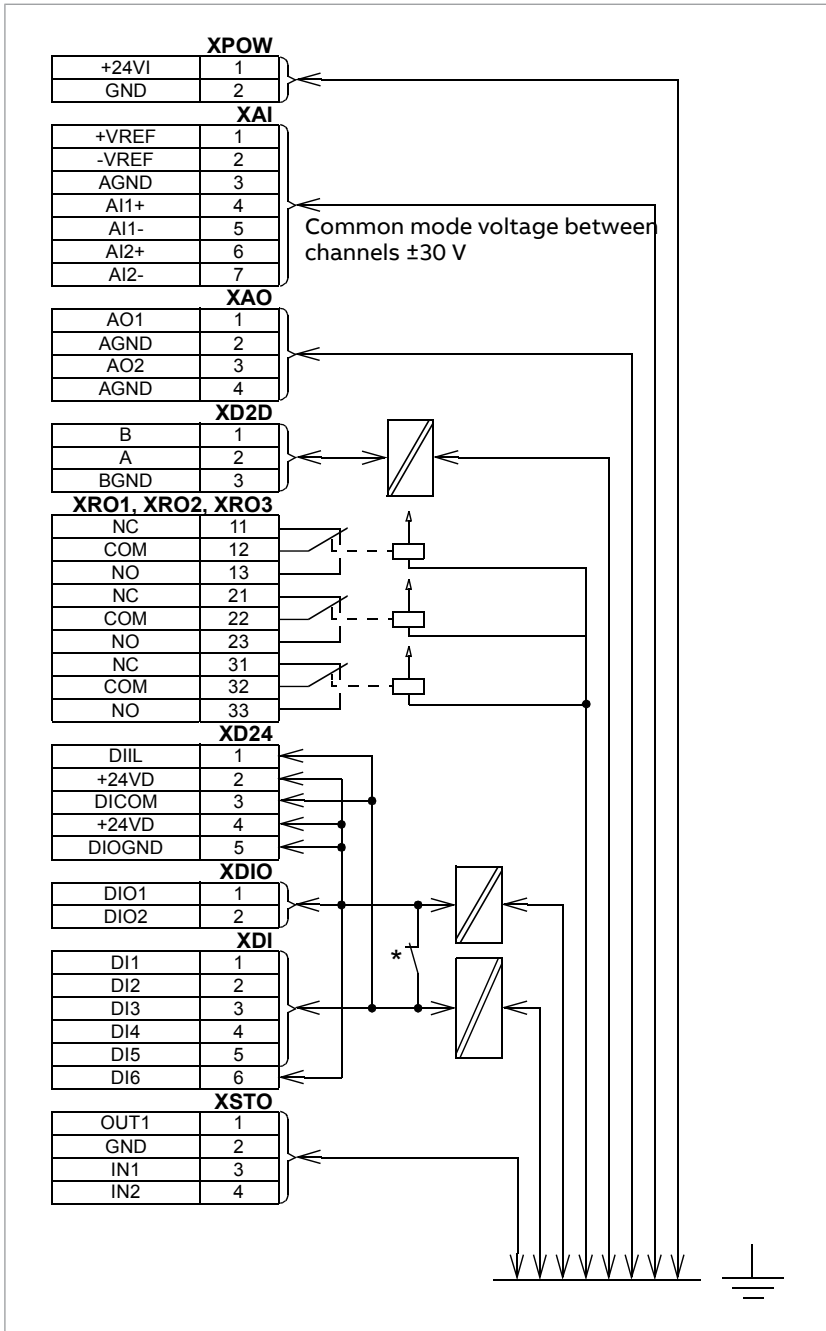 XPOW
+24VI 1
GND 2
XAI
+VREF 1
-VREF 2
AGND 3
AI1+ 4
AI1- 5
AI2+ 6
AI2- 7
Common mode voltage between
channels ±30 V
XAO
AO1 1
AGND 2
AO2 3
AGND 4
XD2D
B 1
A 2
BGND 3
XRO1, XRO2, XRO3
NC 11
COM 12
NO 13
NC 21
COM 22
NO 23
NC 31
COM 32
NO 33
XD24
DIIL 1
+24VD 2
DICOM 3
+24VD 4
DIOGND 5
XDIO
DIO1 1
DIO2 2
XDI
*
DI1 1
DI2 2
DI3 3
DI4 4
DI5 5
DI6 6
XSTO
OUT1 1
GND 2
IN1 3
IN2 4